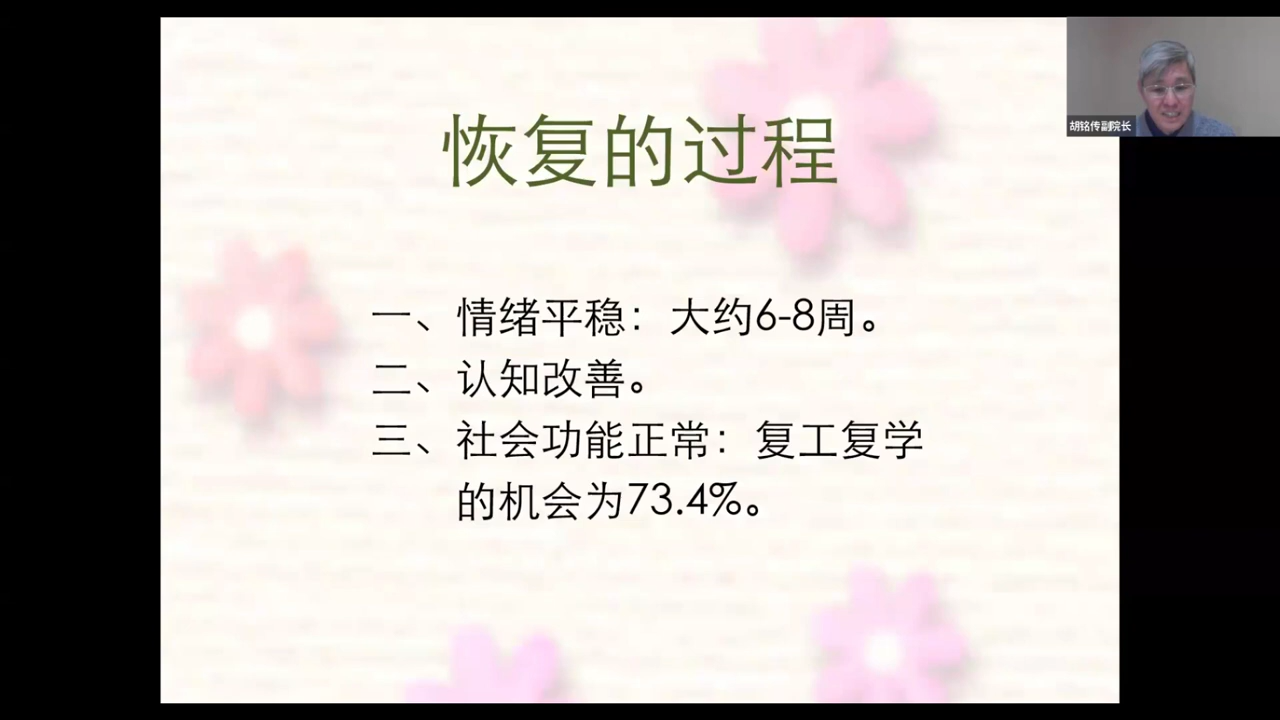 恢复的过程
一、情绪平稳：大约6-8周。
二、认知改善。
三、社会功能正常：复工复学
的机会为73.4%。
胡铭传副院长